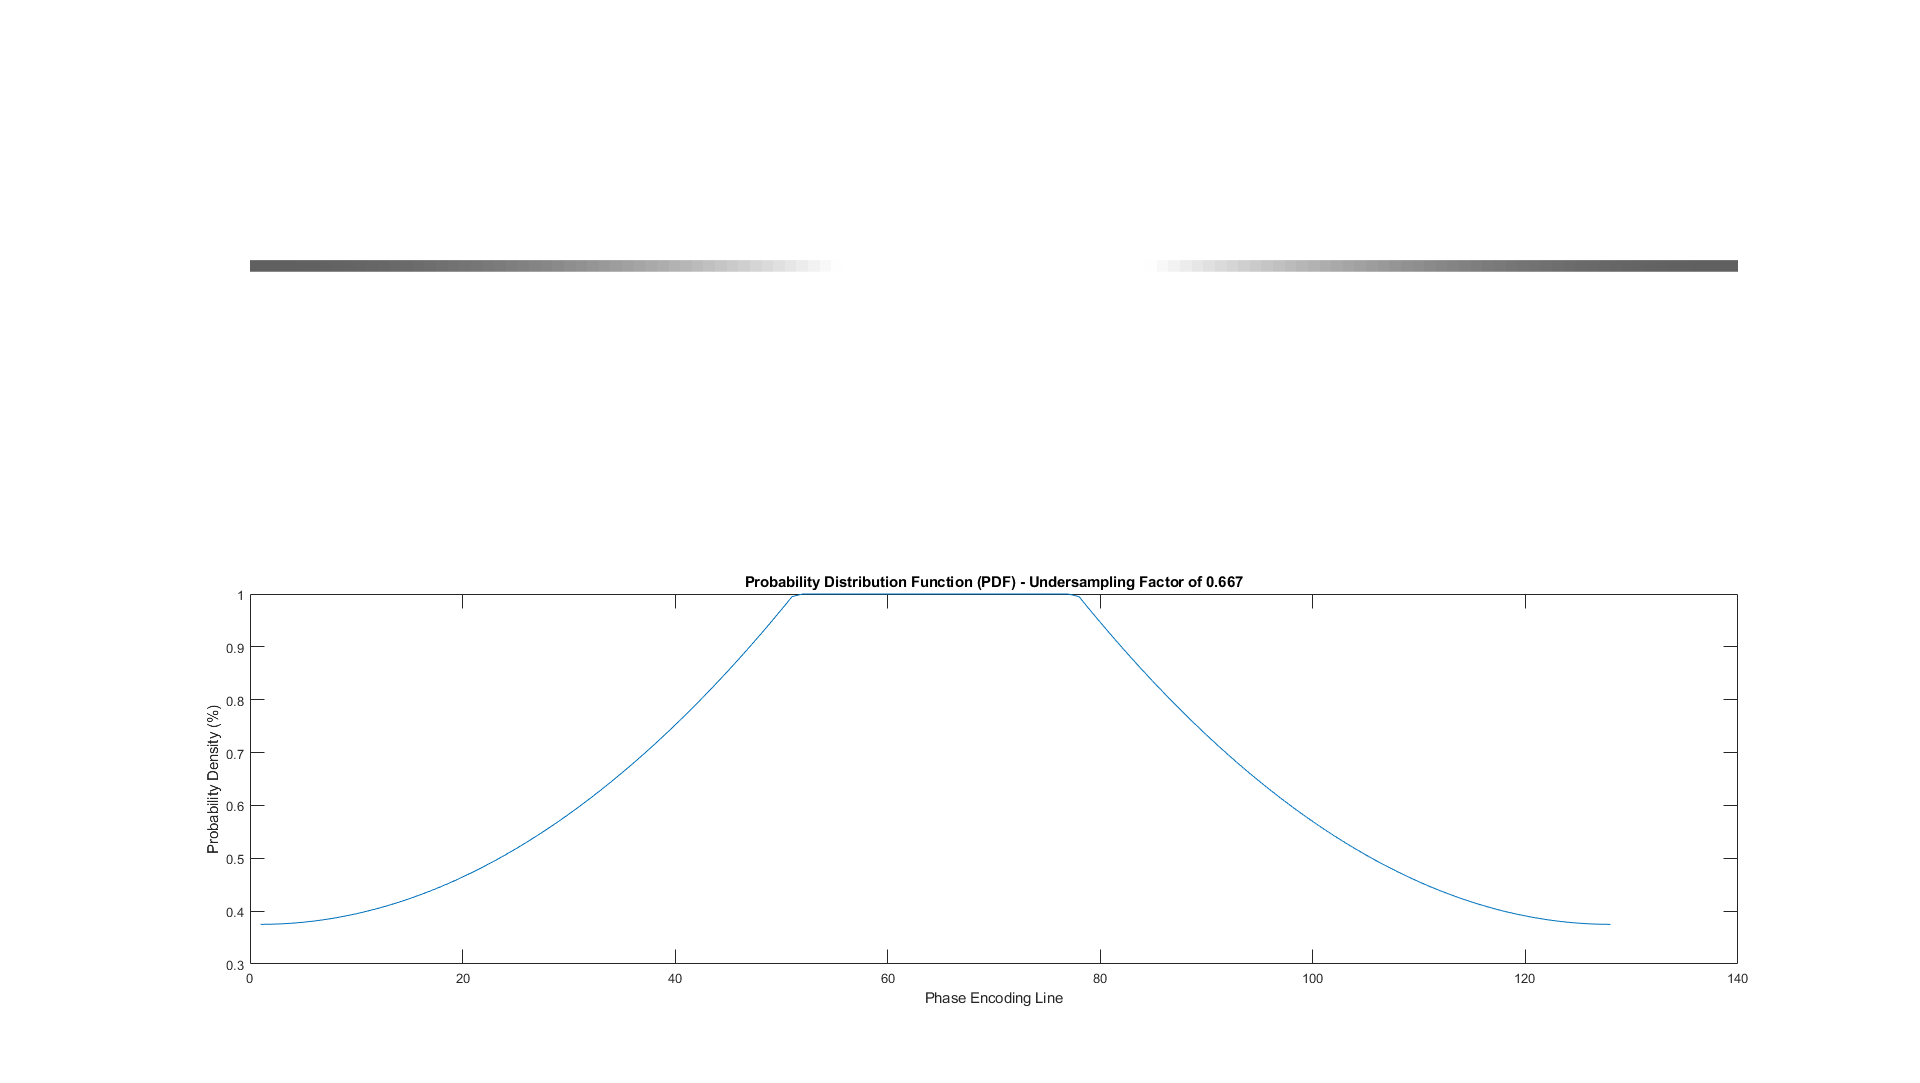 Probability Distribution Function (PDF) - Undersampling Factor of 0.667
1
0.9
0.8
0.7
0.6
0.5
0.4
0.3
Probability Density (%)
0 20 40 60 80 100 120 140
Phase Encoding Line